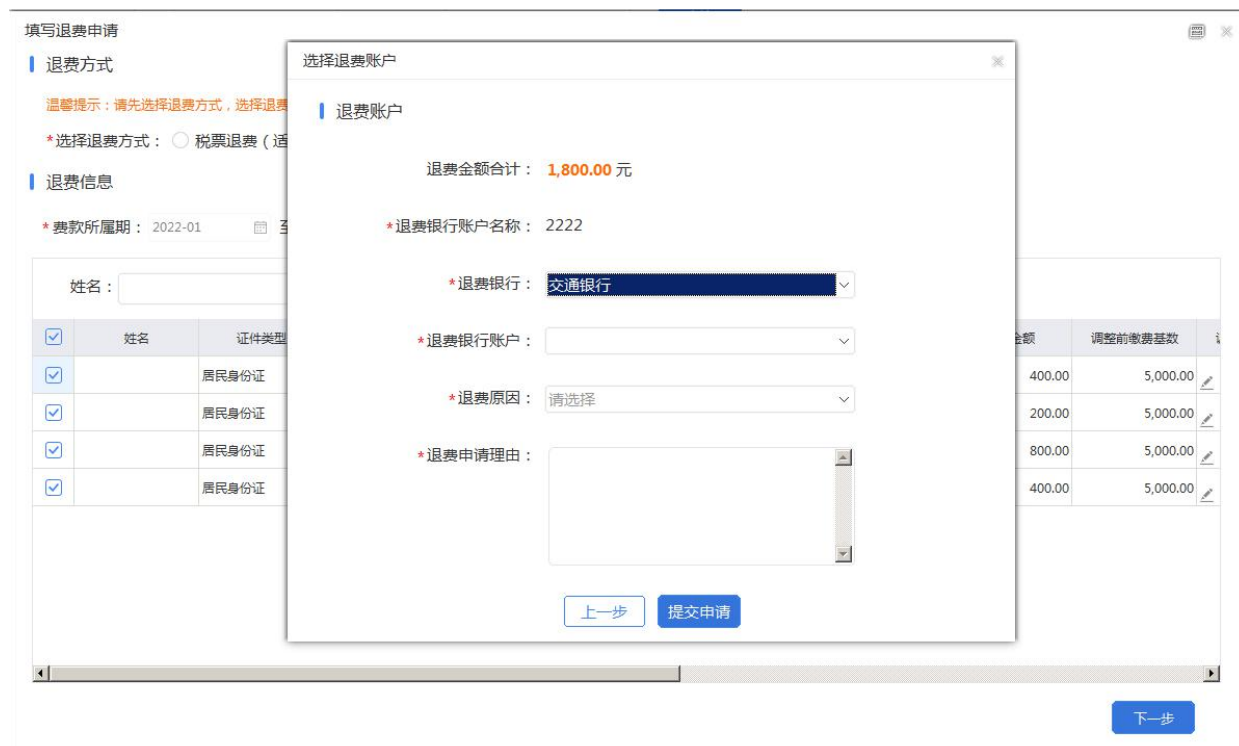 填写退费申请
退费方式
温馨提示：请先选择退费方式，选择退费
*选择退费方式： 税票退费（适
退费信息
*费款所属期： 2022-01 至
姓名：
姓名 证件类型 金额 调整前缴费基数
居民身份证 400.00 5,000.00
居民身份证 200.00 5,000.00
居民身份证 800.00 5,000.00
居民身份证 400.00 5,000.00
选择退费账户
退费账户
退费金额合计： 1,800.00 元
*退费银行账户名称： 2222
*退费银行： 交通银行
*退费银行账户：
*退费原因： 请选择
*退费申请理由：
上一步 提交申请
下一步